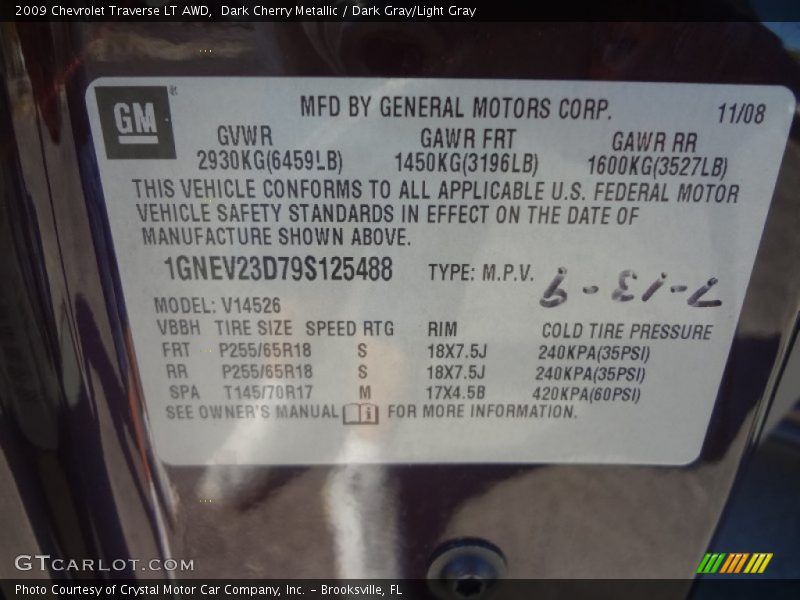 2009 Chevrolet Traverse LT AWD, Dark Cherry Metallic / Dark Gray/Light Gray
GM®
MFD BY GENERAL MOTORS CORP. 11/08
GVWR GAWR FRT GAWR RR
2930KG(6459LB) 1450KG(3196LB) 1600KG(3527LB)
THIS VEHICLE CONFORMS TO ALL APPLICABLE U.S. FEDERAL MOTOR
VEHICLE SAFETY STANDARDS IN EFFECT ON THE DATE OF
MANUFACTURE SHOWN ABOVE.
1GNEV23D79S125488 TYPE: M.P.V.
7-13-9
MODEL: V14526
VBBH TIRE SIZE SPEED RTG RIM COLD TIRE PRESSURE
FRT P255/65R18 S 18X7.5J 240KPA(35PSI)
RR P255/65R18 S 18X7.5J 240KPA(35PSI)
SPA T145/70R17 M 17X4.5B 420KPA(60PSI)
SEE OWNER'S MANUAL i FOR MORE INFORMATION.
GTCARLOT.COM
Photo Courtesy of Crystal Motor Car Company, Inc. - Brooksville, FL